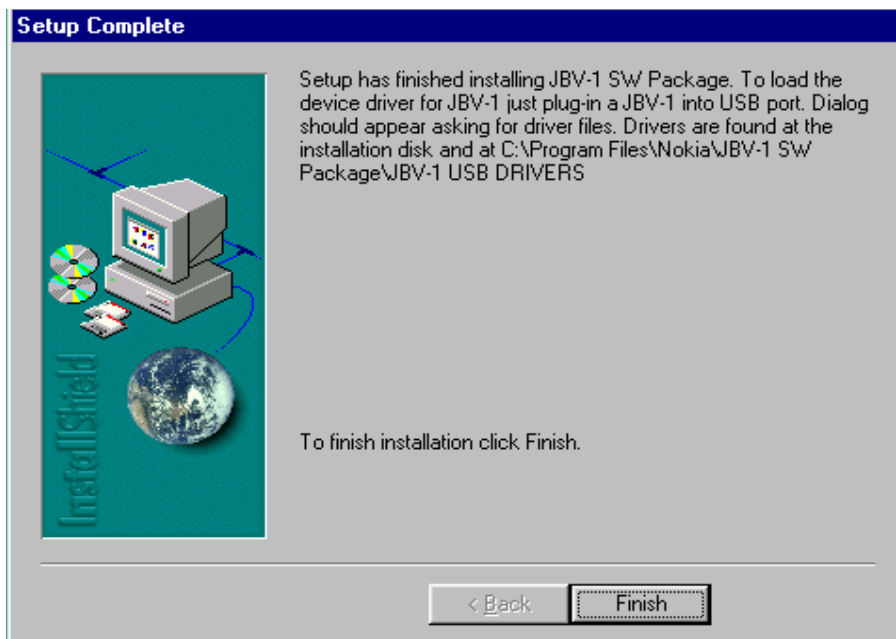 Setup Complete
Setup has finished installing JBV-1 SW Package. To load the
device driver for JBV-1 just plug-in a JBV-1 into USB port. Dialog
should appear asking for driver files. Drivers are found at the
installation disk and at C:\Program Files\Nokia\JBV-1 SW
Package\JBV-1 USB DRIVERS
InstallShield
To finish installation click Finish.
< Back
Finish